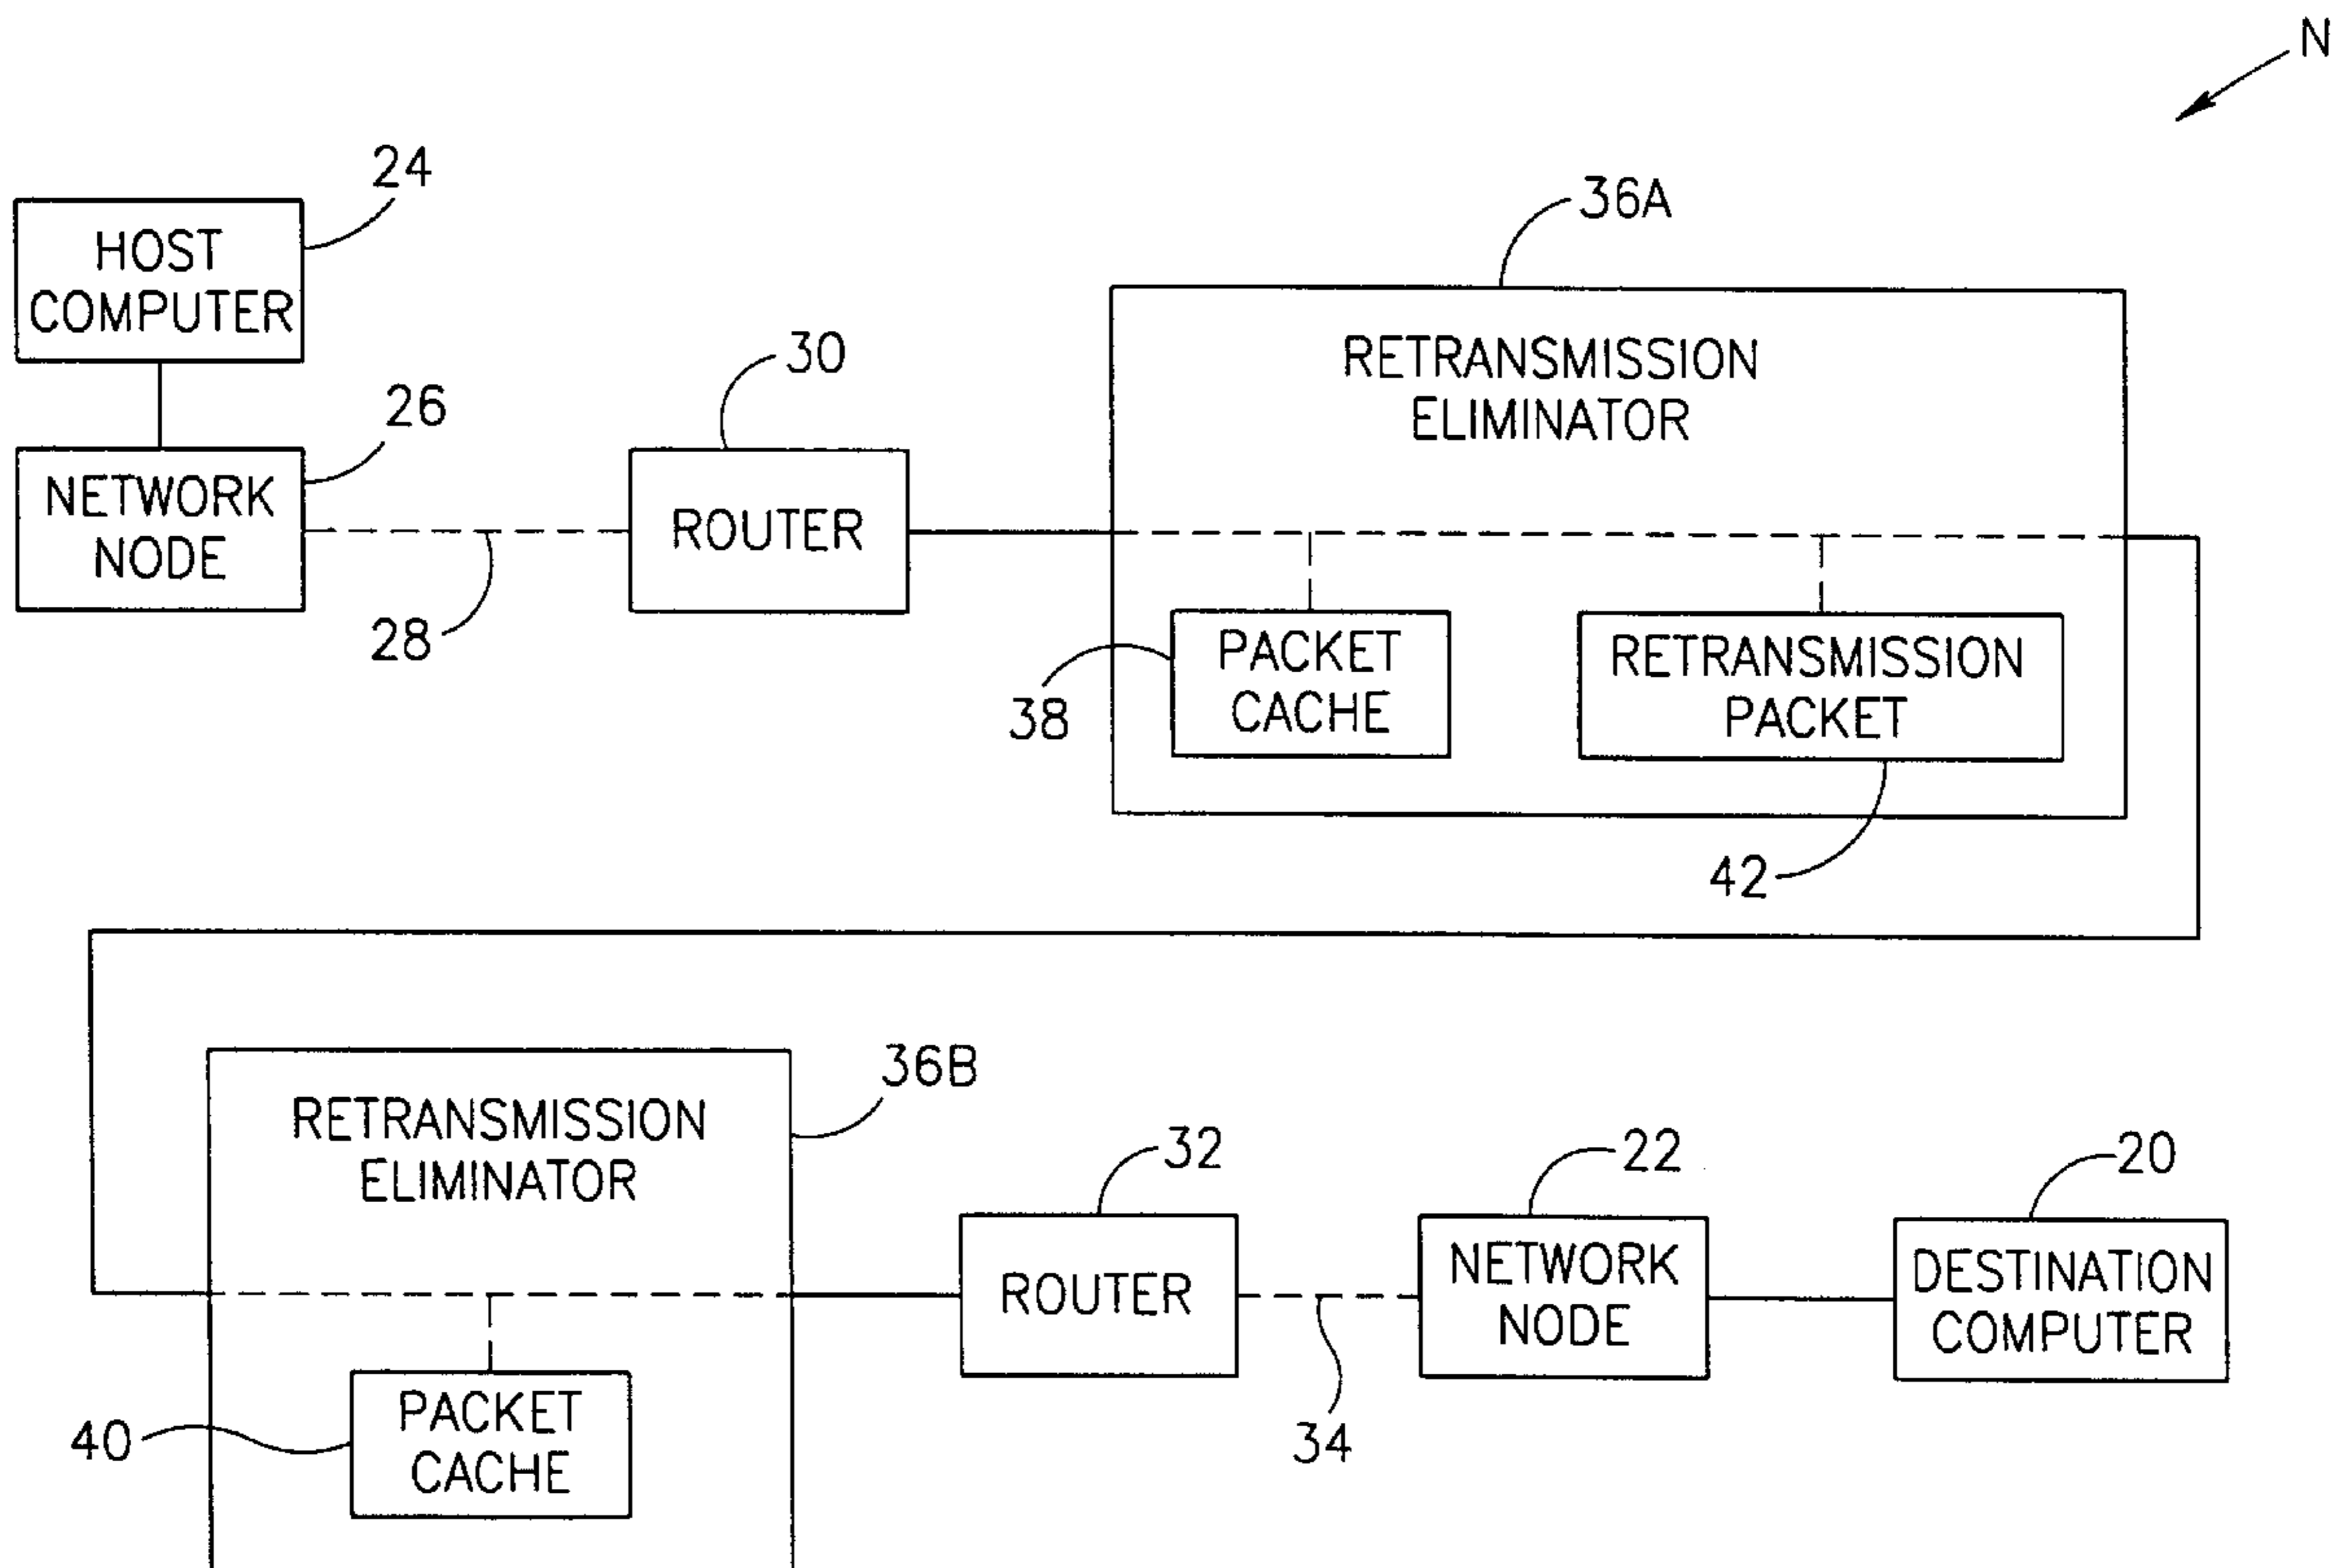 N
24
HOST
COMPUTER
36A
30
RETRANSMISSION
ELIMINATOR
26
NETWORK
NODE
ROUTER
28
PACKET
CACHE
RETRANSMISSION
PACKET
38
42
36B
RETRANSMISSION
ELIMINATOR
32
22
20
ROUTER
NETWORK
NODE
DESTINATION
COMPUTER
40
PACKET
CACHE
34